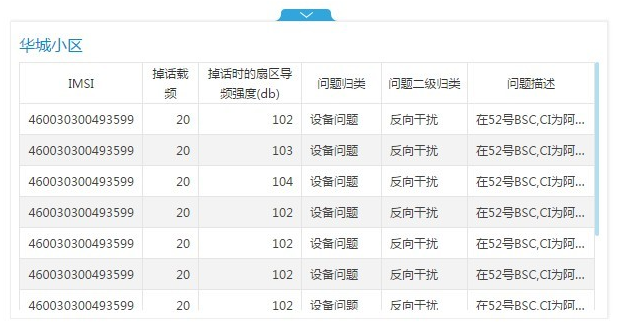 华城小区
IMSI 掉话载频 掉话时的扇区导频强度(db) 问题归类 问题二级归类 问题描述
460030300493599 20 102 设备问题 反向干扰 在52号BSC,CI为阿...
460030300493599 20 103 设备问题 反向干扰 在52号BSC,CI为阿...
460030300493599 20 104 设备问题 反向干扰 在52号BSC,CI为阿...
460030300493599 20 102 设备问题 反向干扰 在52号BSC,CI为阿...
460030300493599 20 102 设备问题 反向干扰 在52号BSC,CI为阿...
460030300493599 20 102 设备问题 反向干扰 在52号BSC,CI为阿...
460030300493599 20 102 设备问题 反向干扰 在52号BSC,CI为阿...